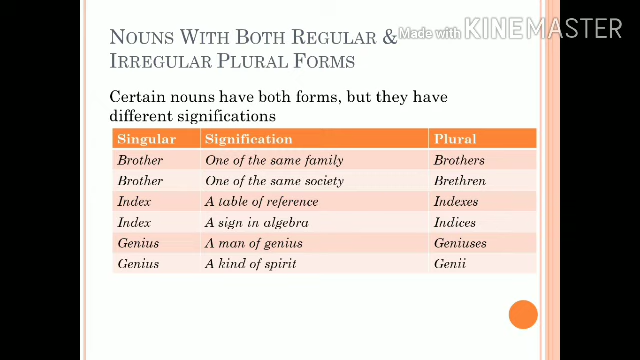 NOUNS WITH BOTH REGULAR &
Made with KINEMASTER
IRREGULAR PLURAL FORMS
Certain nouns have both forms, but they have
different significations
Singular Signification Plural
Brother One of the same family Brothers
Brother One of the same society Brethren
Index A table of reference Indexes
Index A sign in algebra Indices
Genius A man of genius Geniuses
Genius A kind of spirit Genii